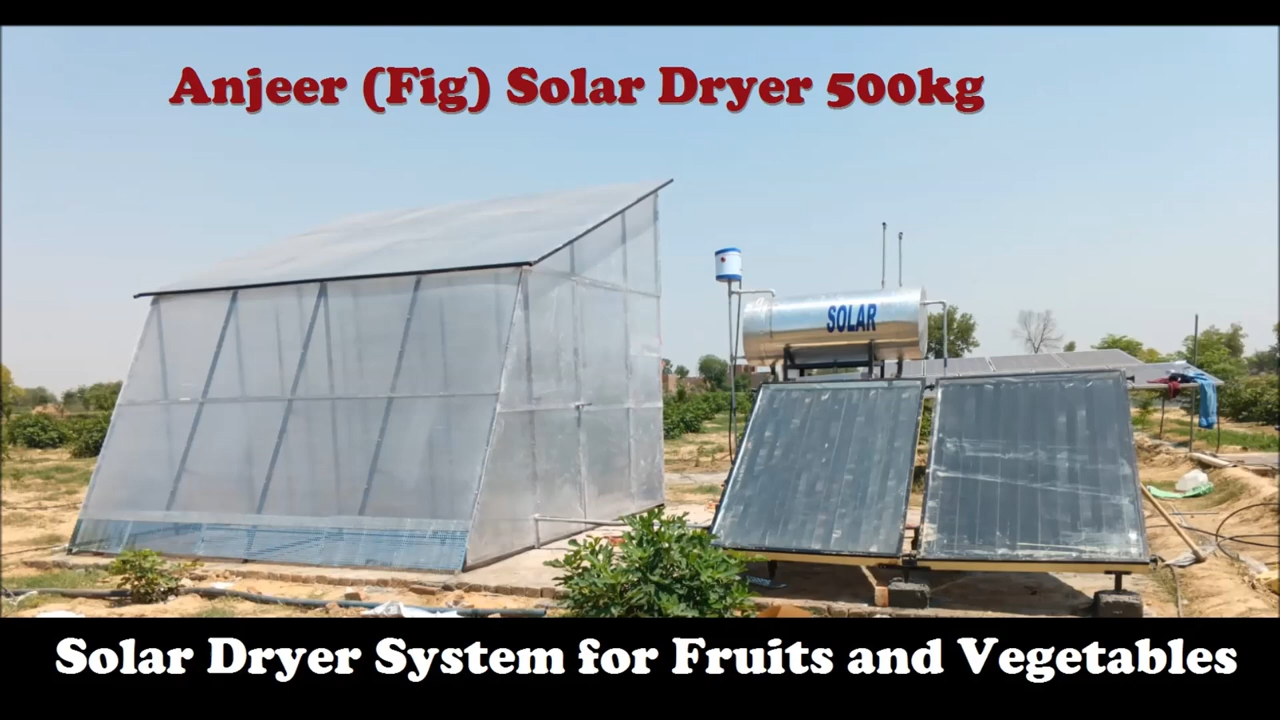 Anjeer (Fig) Solar Dryer 500kg
SOLAR
Solar Dryer System for Fruits and Vegetables